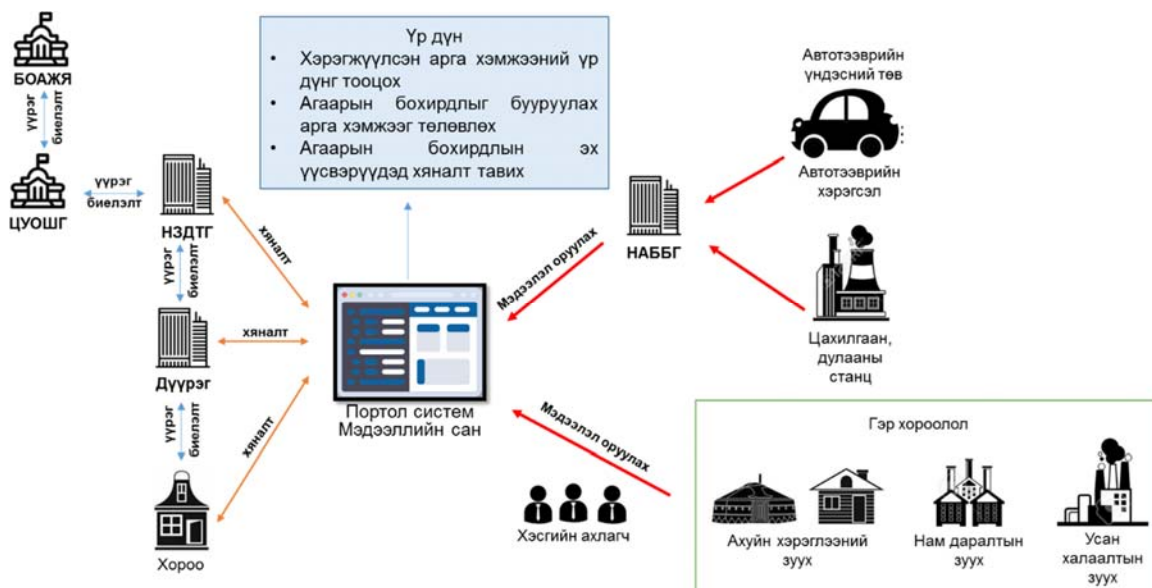 БОАЖЯ
үүрэг
биелэлт
ЦУОШГ
үүрэг
биелэлт
НЗДТГ
үүрэг
биелэлт
Дүүрэг
үүрэг
биелэлт
Хороо
хяналт
хяналт
хяналт
Үр дүн
• Хэрэгжүүлсэн арга хэмжээний үр
дүнг тооцох
• Агаарын бохирдлыг бууруулах
арга хэмжээг төлөвлөх
• Агаарын бохирдлын эх
үүсвэрүүдэд хяналт тавих
Портол систем
Мэдээллийн сан
Мэдээлэл оруулах
НАББГ
Автотээврийн
үндэсний төв
Автотээврийн
хэрэгсэл
Цахилгаан,
дулааны
станц
Мэдээлэл оруулах
Хэсгийн ахлагч
Гэр хороолол
Ахуйн хэрэглээний
зуух
Нам даралтын
зуух
Усан
халаалтын
зуух